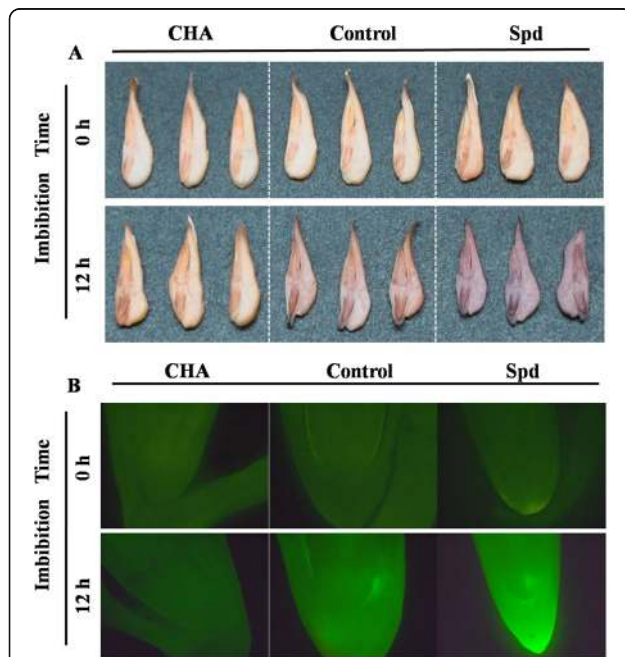 A
CHA Control Spd
Imbibition Time
0 h
12 h
B
CHA Control Spd
Imbibition Time
0 h
12 h